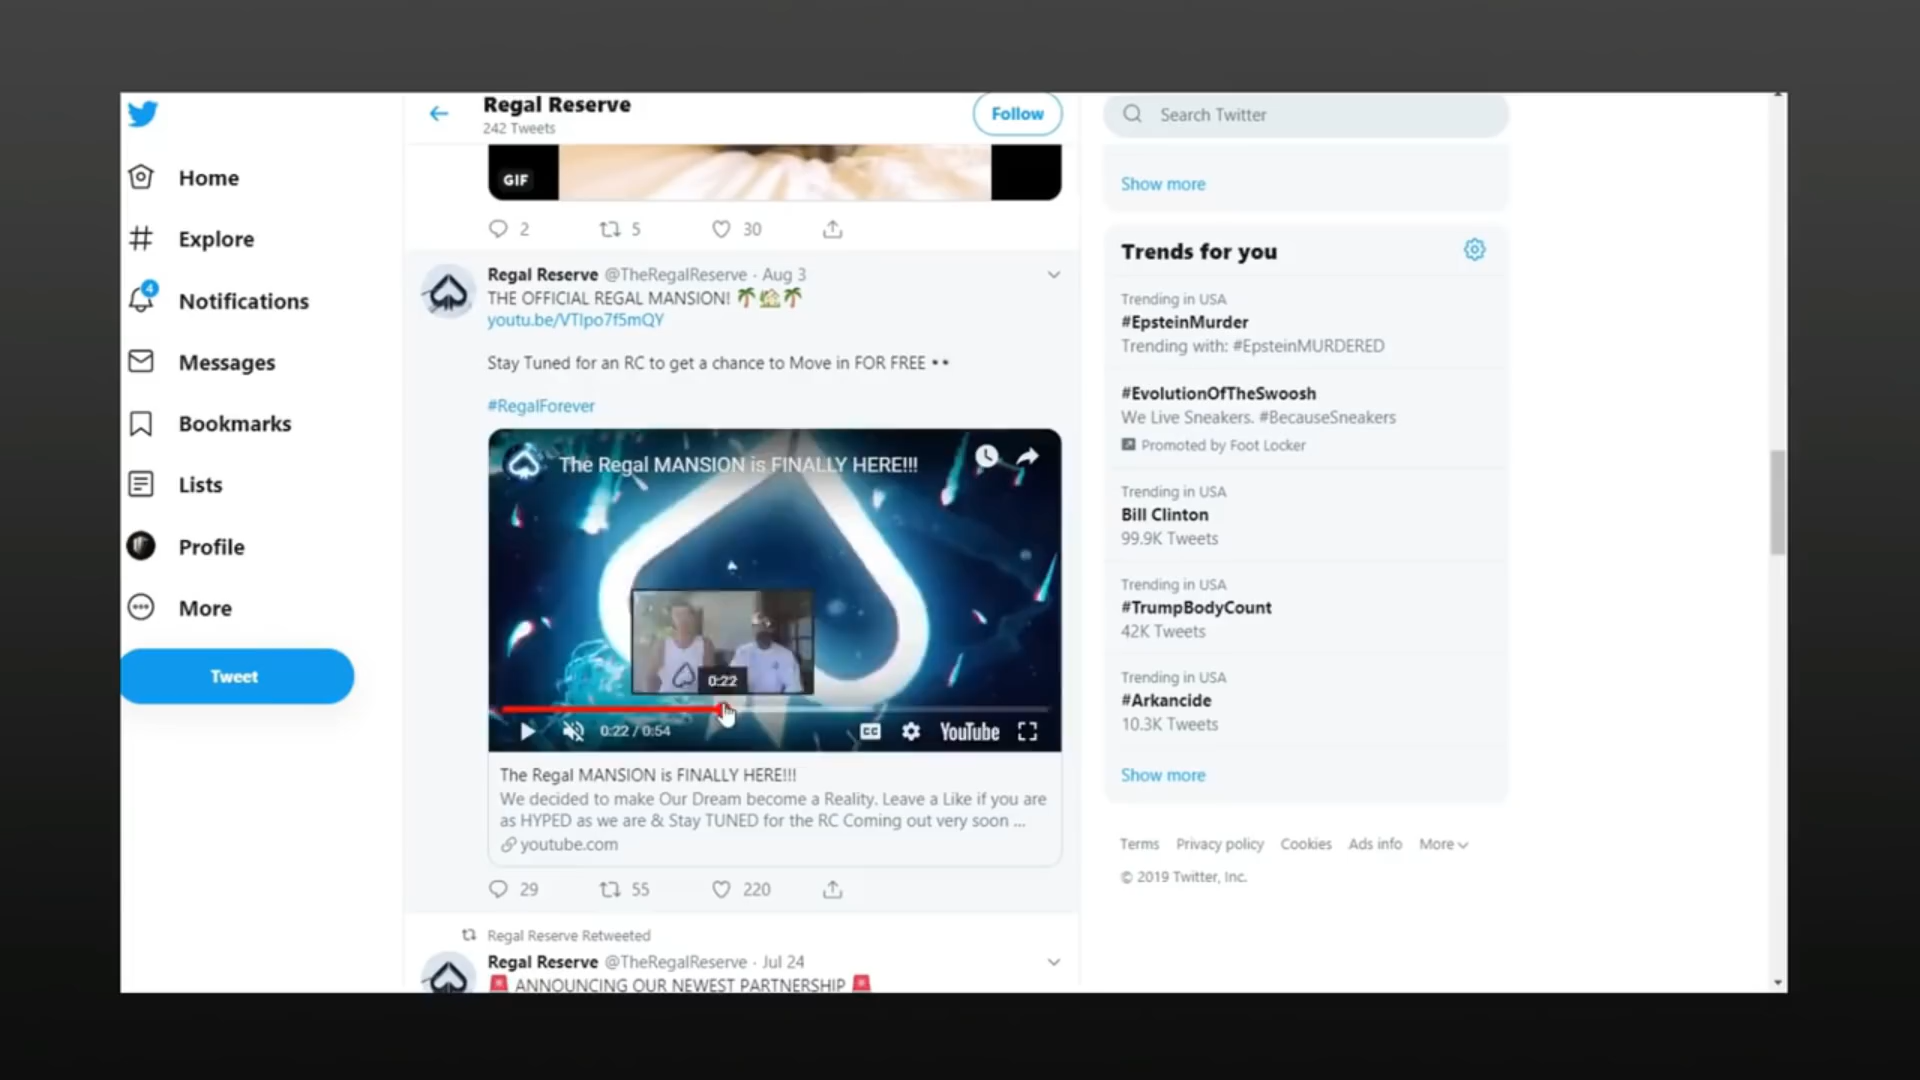 Home
Explore
4
Notifications
Messages
Bookmarks
Lists
Profile
More
Tweet
Regal Reserve
242 Tweets
Follow
GIF
2 5 30
Regal Reserve @TheRegalReserve · Aug 3
THE OFFICIAL REGAL MANSION! 🌴🏡🌴
youtu.be/VTIpo7f5mQY
Stay Tuned for an RC to get a chance to Move in FOR FREE 👀
#RegalForever
The Regal MANSION is FINALLY HERE!!!
0:22
0:22 / 0:54
CC
YouTube
The Regal MANSION is FINALLY HERE!!!
We decided to make Our Dream become a Reality. Leave a Like if you are
as HYPED as we are & Stay TUNED for the RC Coming out very soon ...
youtube.com
29 55 220
Regal Reserve Retweeted
Regal Reserve @TheRegalReserve · Jul 24
🚨 ANNOUNCING OUR NEWEST PARTNERSHIP 🚨
Search Twitter
Show more
Trends for you
Trending in USA
#EpsteinMurder
Trending with: #EpsteinMURDERED
#EvolutionOfTheSwoosh
We Live Sneakers. #BecauseSneakers
Promoted by Foot Locker
Trending in USA
Bill Clinton
99.9K Tweets
Trending in USA
#TrumpBodyCount
42K Tweets
Trending in USA
#Arkancide
10.3K Tweets
Show more
Terms Privacy policy Cookies Ads info More
© 2019 Twitter, Inc.